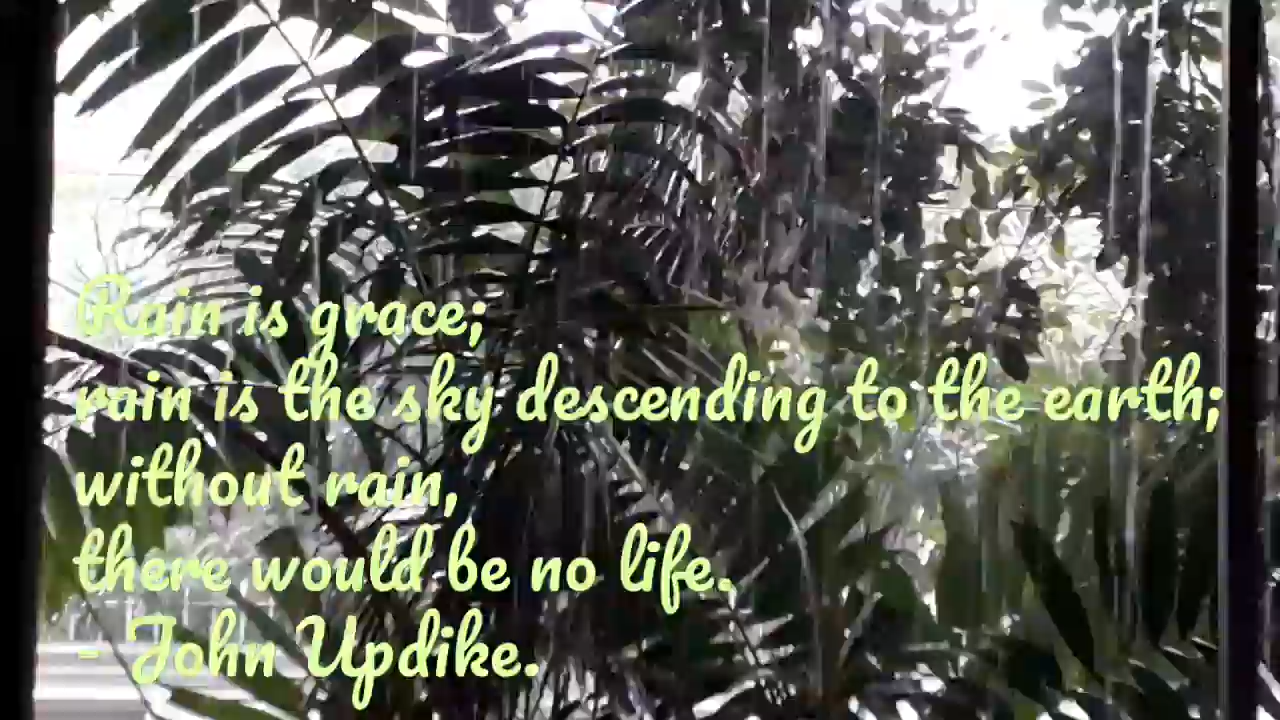 Rain is grace;
rain is the sky descending to the earth;
without rain,
there would be no life.
- John Updike.